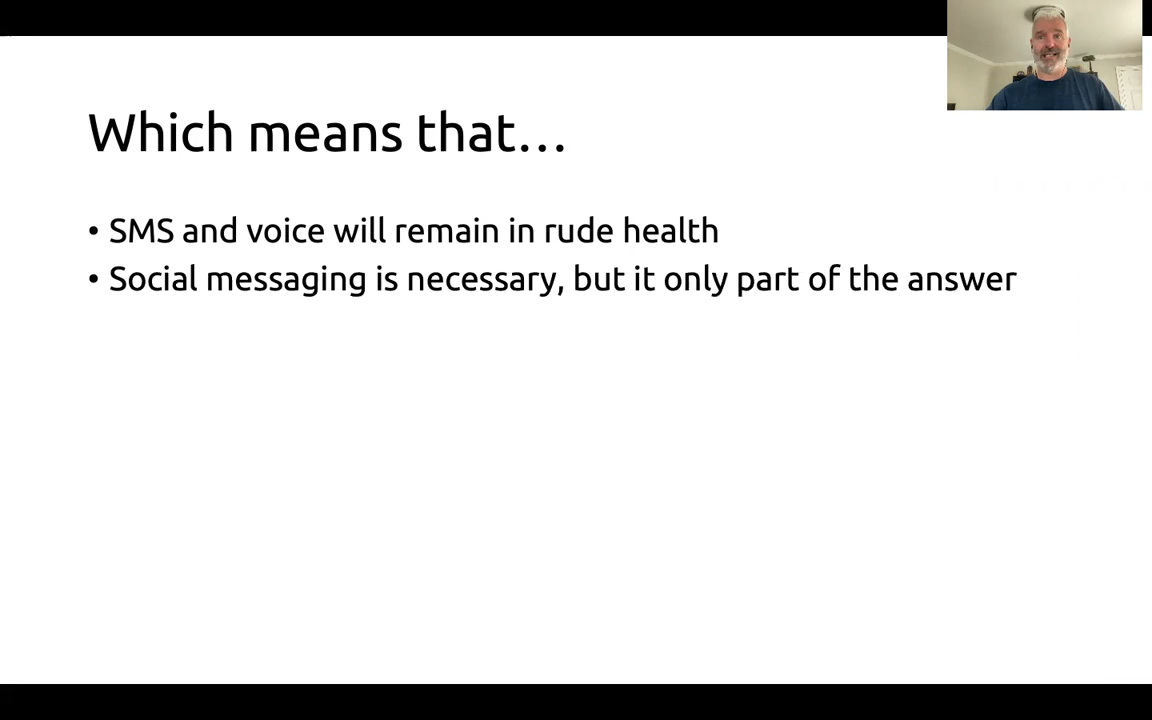 Which means that…
• SMS and voice will remain in rude health
• Social messaging is necessary, but it only part of the answer